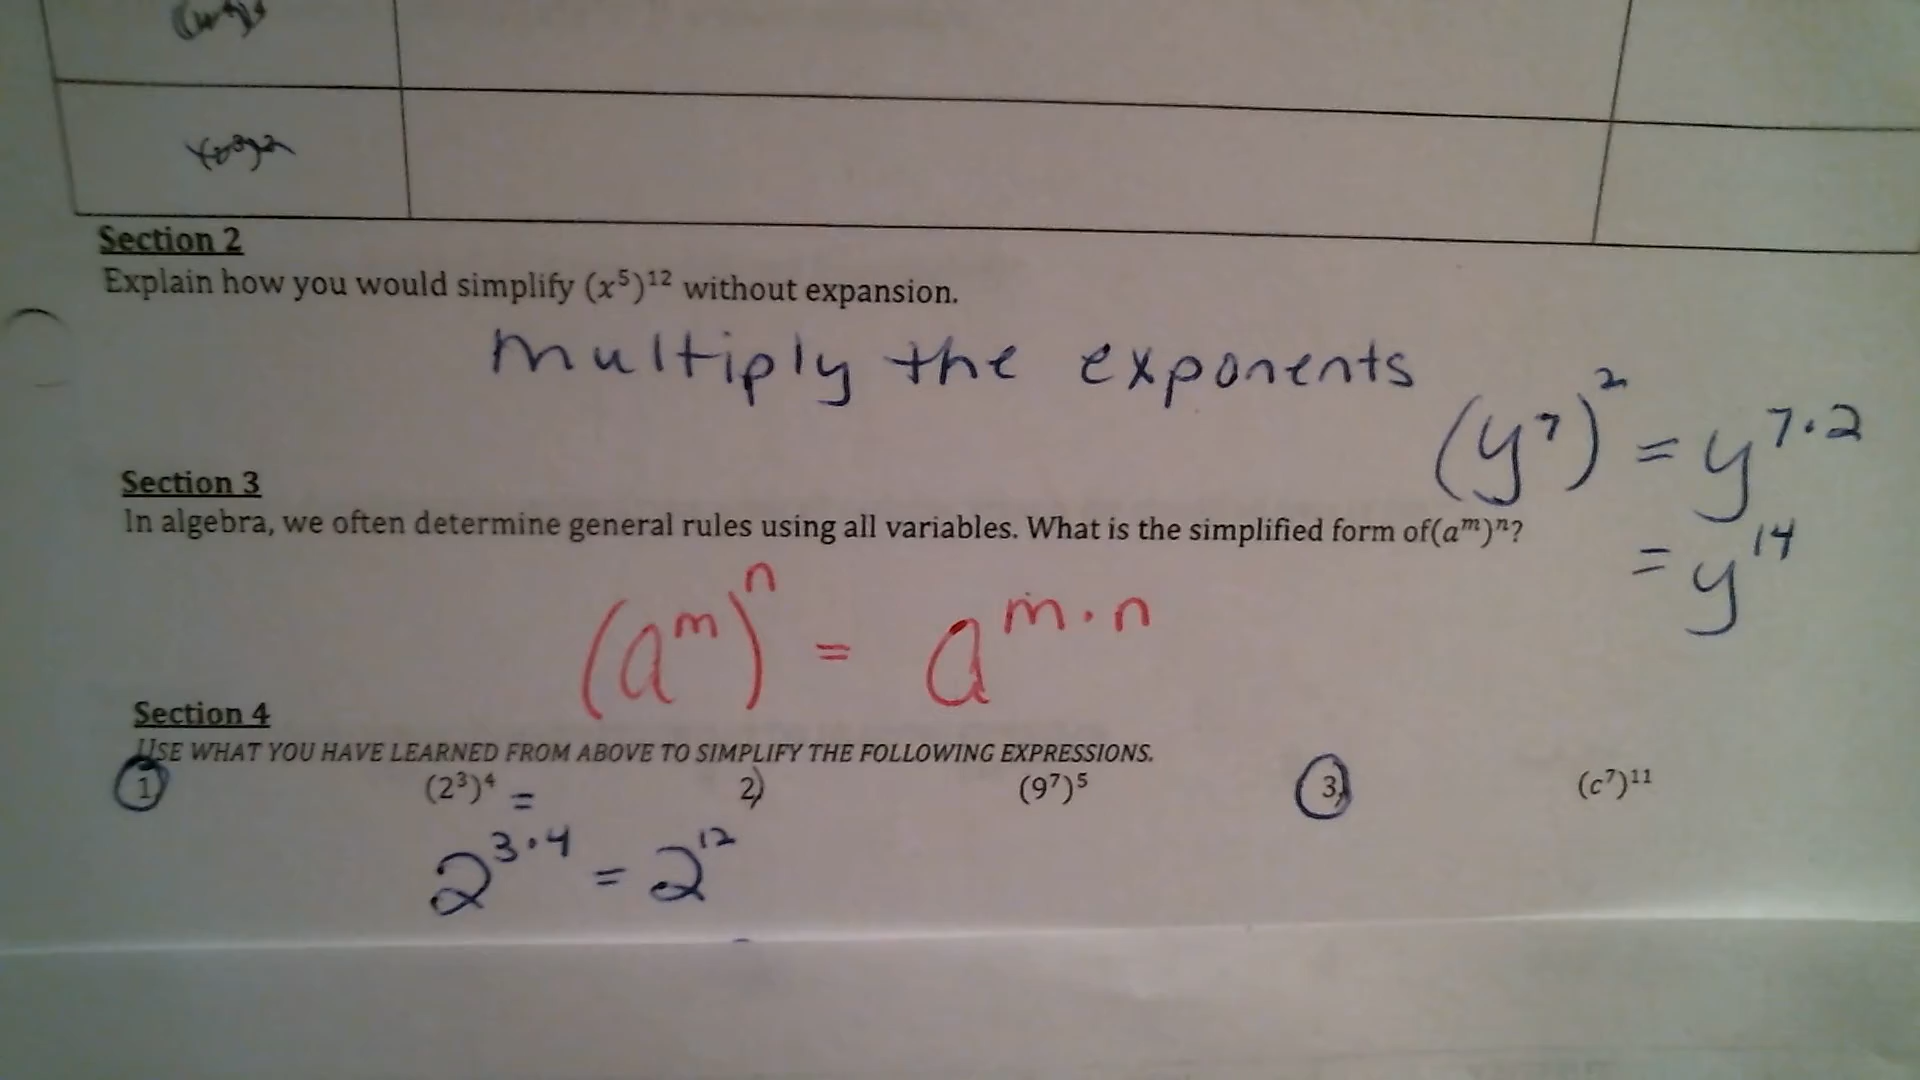 Section 2
Explain how you would simplify (x⁵)¹² without expansion.
multiply the exponents
(y⁷)² = y⁷·²
= y¹⁴
Section 3
In algebra, we often determine general rules using all variables. What is the simplified form of(aᵐ)ⁿ?
(aᵐ)ⁿ = aᵐ·ⁿ
Section 4
USE WHAT YOU HAVE LEARNED FROM ABOVE TO SIMPLIFY THE FOLLOWING EXPRESSIONS.
1) (2³)⁴ = 2) (9⁷)⁵ 3) (c⁷)¹¹
2³·⁴ = 2¹²